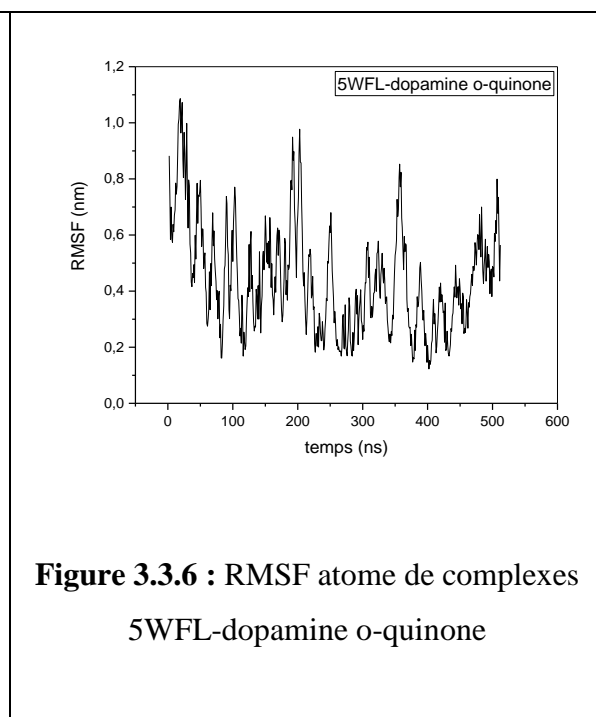 1,2
5WFL-dopamine o-quinone
1,0
0,8
RMSF (nm)
0,6
0,4
0,2
0,0
0 100 200 300 400 500 600
temps (ns)
Figure 3.3.6 : RMSF atome de complexes
5WFL-dopamine o-quinone